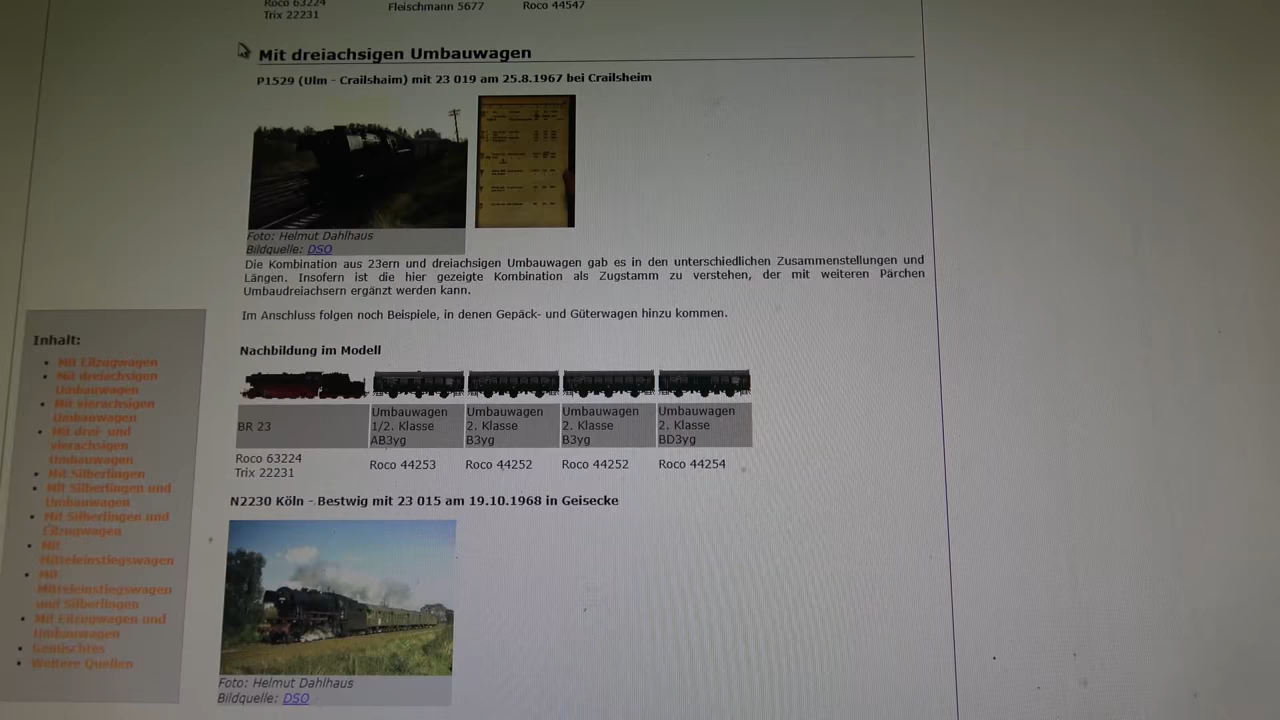 Roco 63224
Trix 22231
Fleischmann 5677
Roco 44547
Mit dreiachsigen Umbauwagen
P1529 (Ulm - Crailshaim) mit 23 019 am 25.8.1967 bei Crailsheim
Foto: Helmut Dahlhaus
Bildquelle: DSO
Die Kombination aus 23ern und dreiachsigen Umbauwagen gab es in den unterschiedlichen Zusammenstellungen und
Längen. Insofern ist die hier gezeigte Kombination als Zugstamm zu verstehen, der mit weiteren Pärchen
Umbaudreiachsern ergänzt werden kann.
Im Anschluss folgen noch Beispiele, in denen Gepäck- und Güterwagen hinzu kommen.
Nachbildung im Modell
BR 23
Umbauwagen
1/2. Klasse
AB3yg
Umbauwagen
2. Klasse
B3yg
Umbauwagen
2. Klasse
B3yg
Umbauwagen
2. Klasse
BD3yg
Roco 63224
Trix 22231
Roco 44253
Roco 44252
Roco 44252
Roco 44254
N2230 Köln - Bestwig mit 23 015 am 19.10.1968 in Geisecke
Foto: Helmut Dahlhaus
Bildquelle: DSO
Inhalt:
Mit Eilzugwagen
Mit dreiachsigen
Umbauwagen
Mit vierachsigen
Umbauwagen
Mit drei- und
vierachsigen
Umbauwagen
Mit Silberlingen
Mit Silberlingen und
Umbauwagen
Mit Silberlingen und
Eilzugwagen
Mit
Mitteleinstiegswagen
Mit
Mitteleinstiegswagen
und Silberlingen
Mit Eilzugwagen und
Umbauwagen
Gemischtes
Weitere Quellen